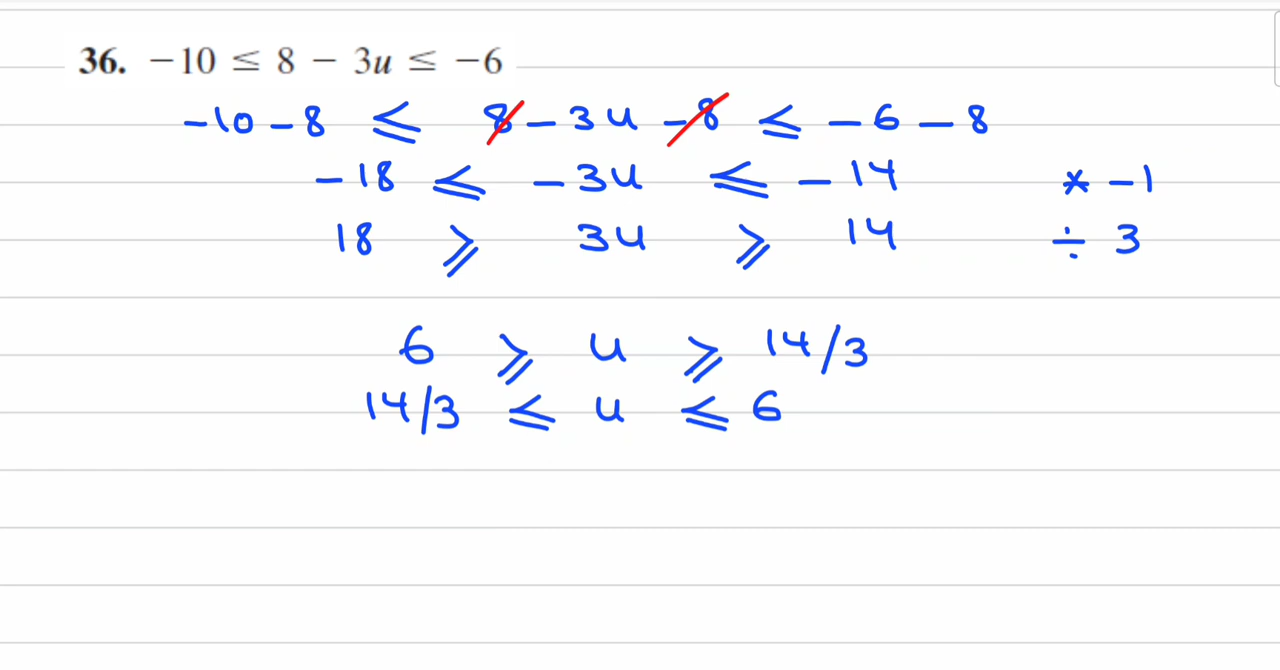 36. −10 ≤ 8 − 3u ≤ −6
-10 - 8 ≤ 8 - 3u - 8 ≤ - 6 - 8
- 18 ≤ - 3u ≤ - 14 * - 1
18 ≥ 3u ≥ 14 ÷ 3
6 ≥ u ≥ 14/3
14/3 ≤ u ≤ 6